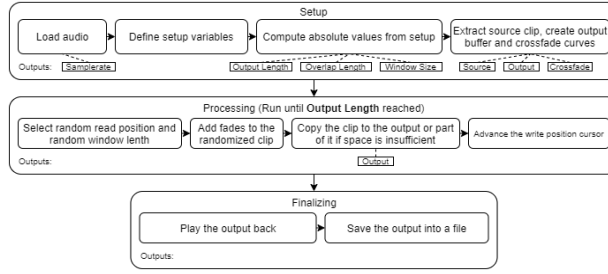 Setup
Load audio
Define setup variables
Compute absolute values from setup
Extract source clip, create output
buffer and crossfade curves
Outputs:
Samplerate
Output Length
Overlap Length
Window Size
Source
Output
Crossfade
Processing (Run until Output Length reached)
Select random read position and
random window lenth
Add fades to the
randomized clip
Copy the clip to the output or part
of it if space is insufficient
Advance the write position cursor
Outputs:
Output
Finalizing
Play the output back
Save the output into a file
Outputs: